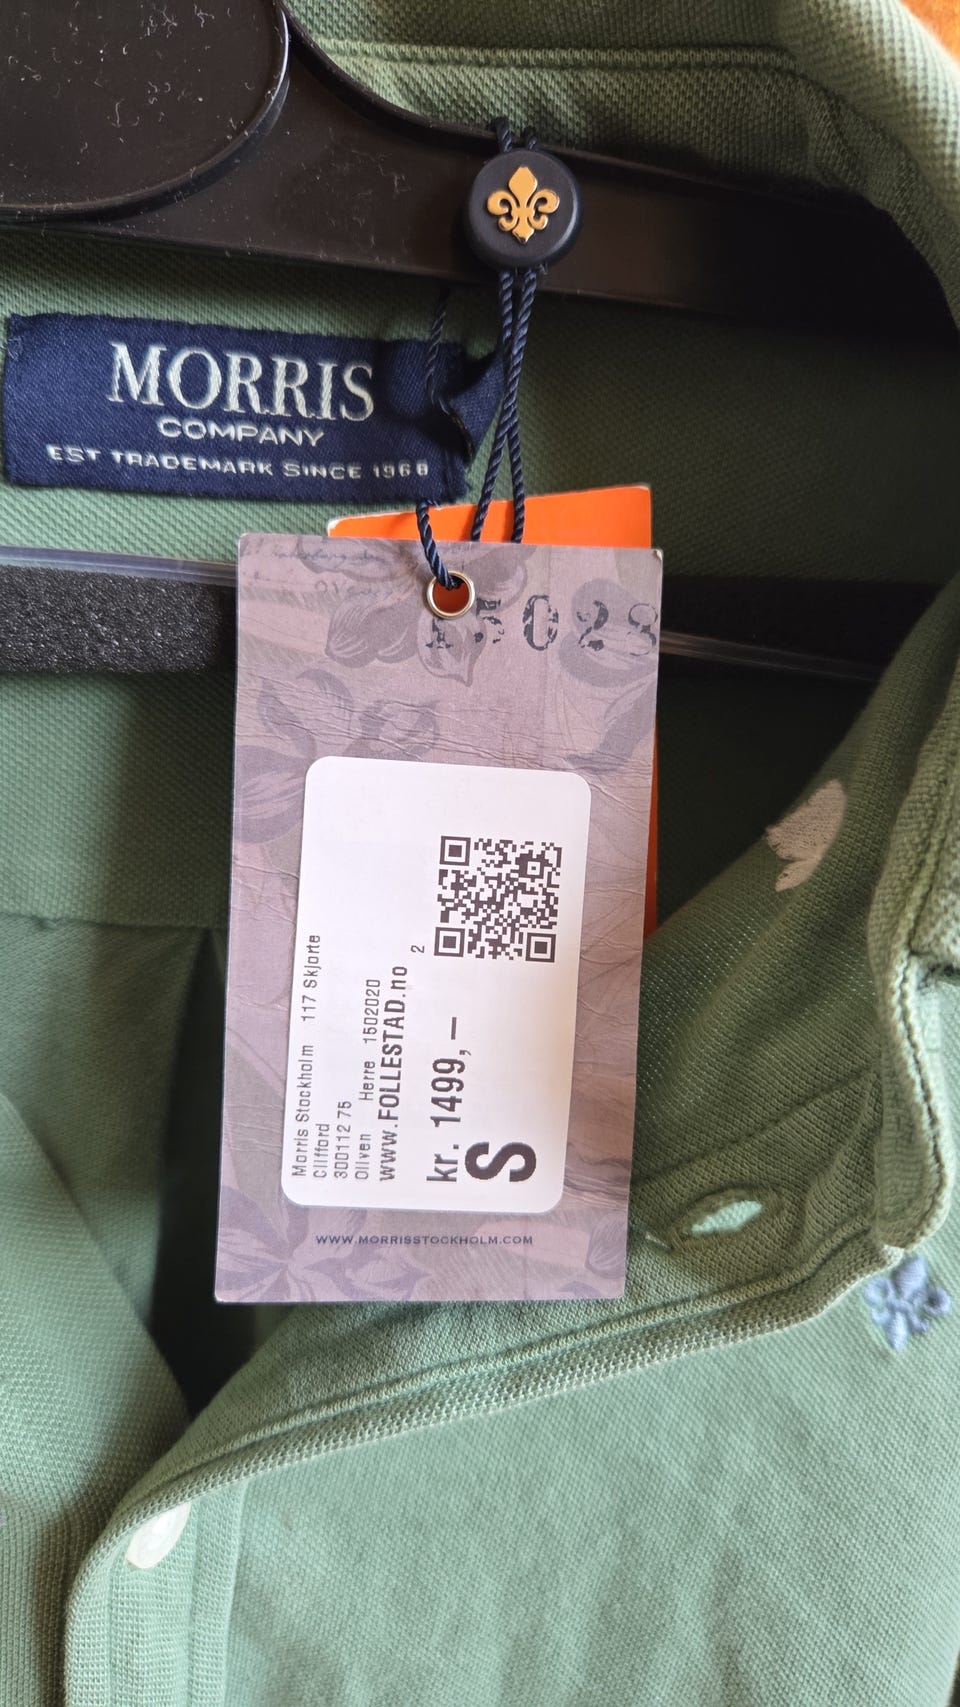 MORRIS
COMPANY
EST TRADEMARK SINCE 1968
15028
Morris Stockholm 117 Skjorte
Clifford
300112 75
Oliven Herre 1502020
www.FOLLESTAD.no
2
kr. 1499,–
S
WWW.MORRISSTOCKHOLM.COM